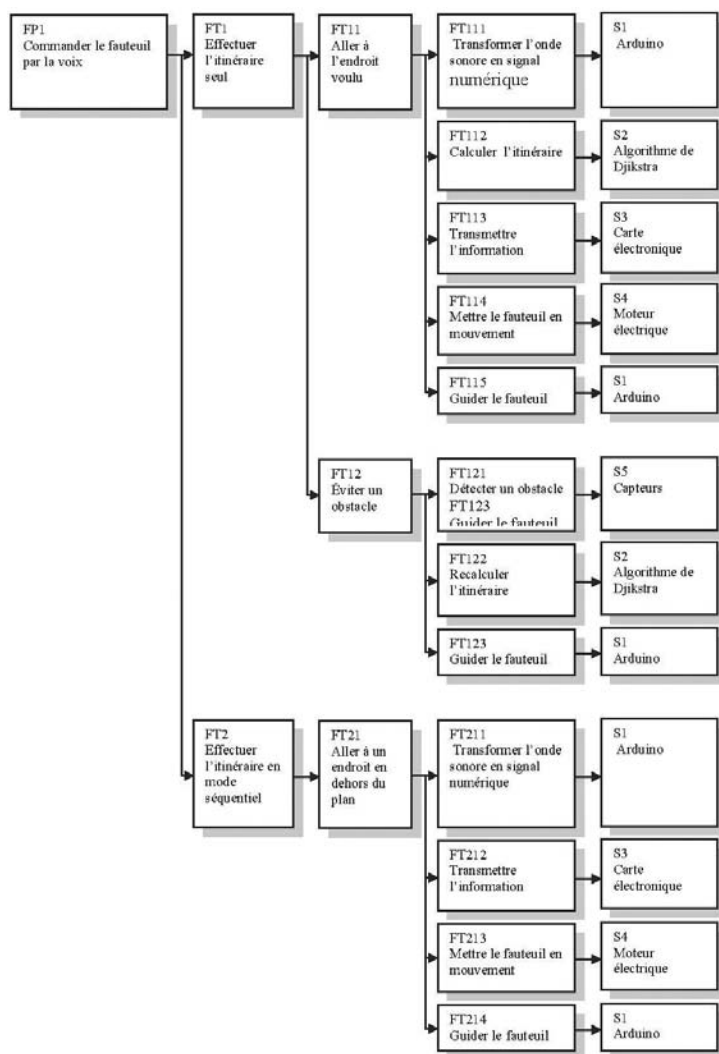 FP1
Commander le fauteuil
par la voix
FT1
Effectuer
l'itinéraire
seul
FT11
Aller à
l'endroit
voulu
FT111
Transformer l'onde
sonore en signal
numérique
S1
Arduino
FT112
Calculer l'itinéraire
S2
Algorithme de
Djikstra
FT113
Transmettre
l'information
S3
Carte
électronique
FT114
Mettre le fauteuil en
mouvement
S4
Moteur
électrique
FT115
Guider le fauteuil
S1
Arduino
FT12
Éviter un
obstacle
FT121
Détecter un obstacle
FT123
Guider le fauteuil
S5
Capteurs
FT122
Recalculer
l'itinéraire
S2
Algorithme de
Djikstra
FT123
Guider le fauteuil
S1
Arduino
FT2
Effectuer
l'itinéraire en
mode
séquentiel
FT21
Aller à un
endroit en
dehors du
plan
FT211
Transformer l'onde
sonore en signal
numérique
S1
Arduino
FT212
Transmettre
l'information
S3
Carte
électronique
FT213
Mettre le fauteuil en
mouvement
S4
Moteur
électrique
FT214
Guider le fauteuil
S1
Arduino